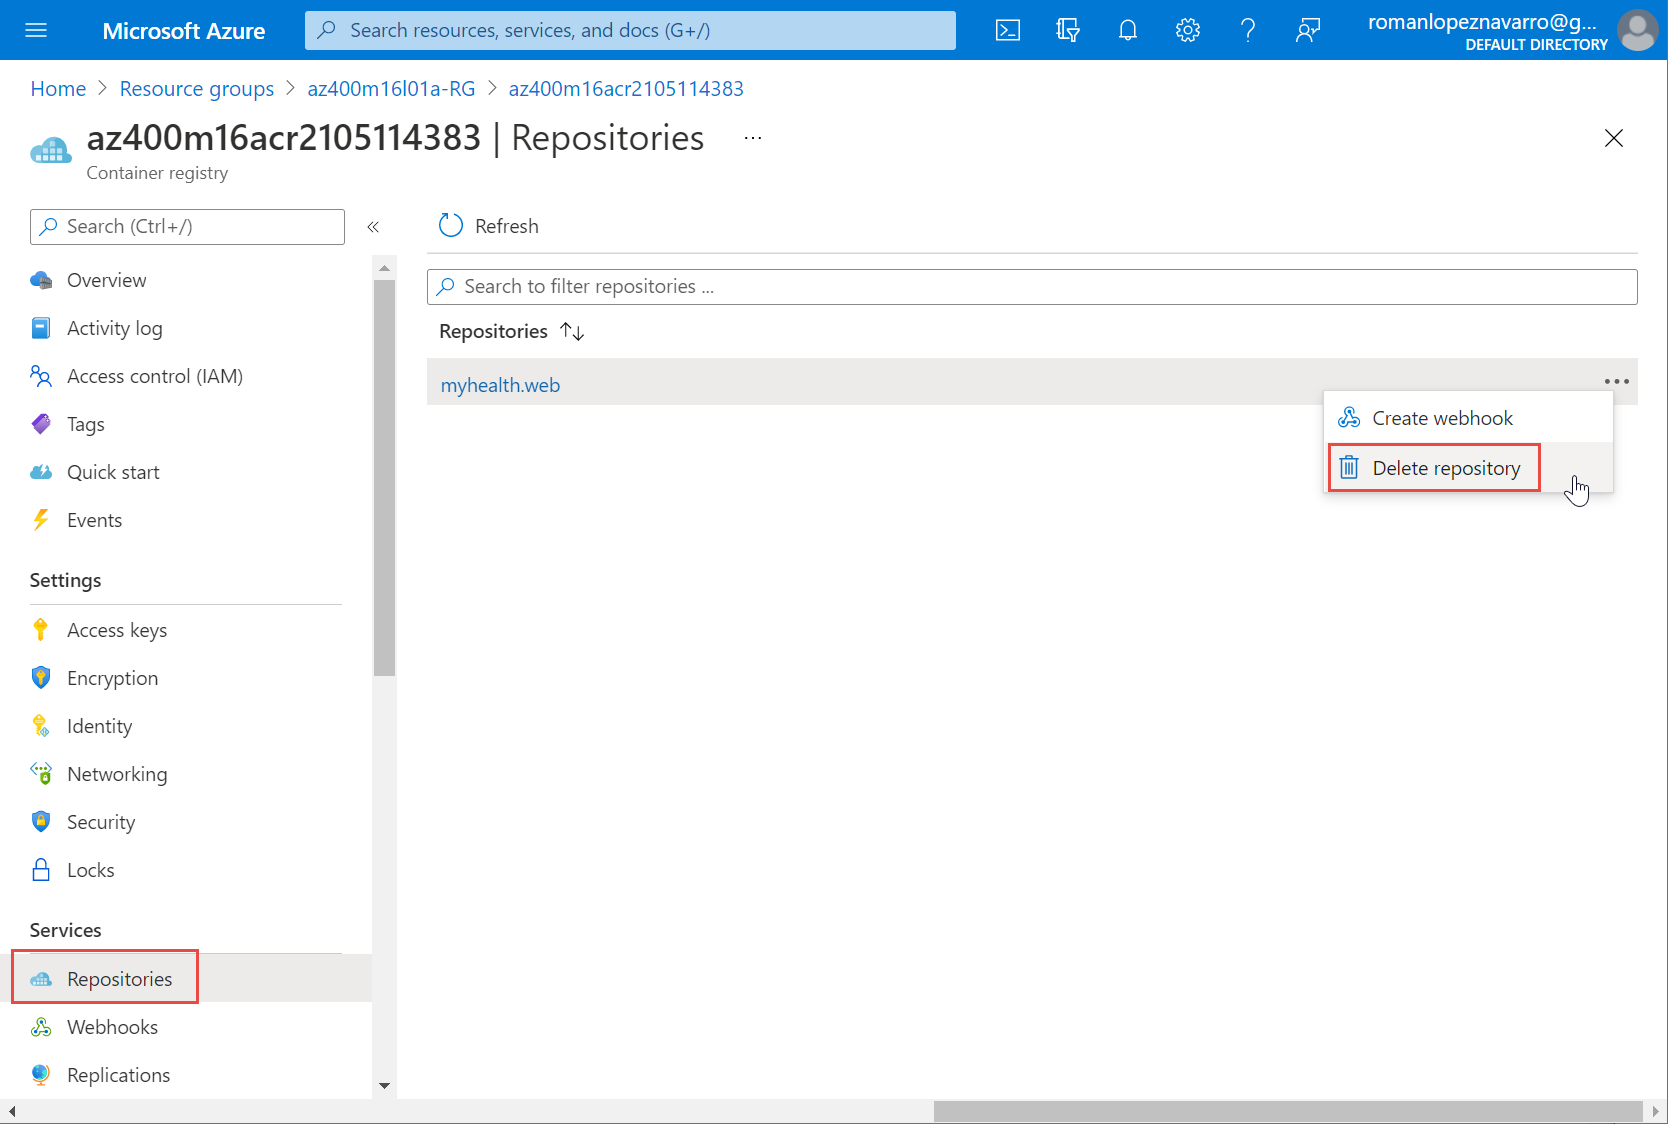 Microsoft Azure
Search resources, services, and docs (G+/)
romanlopeznavarro@g...
DEFAULT DIRECTORY
Home > Resource groups > az400m16l01a-RG > az400m16acr2105114383
az400m16acr2105114383 | Repositories ...
Container registry
Search (Ctrl+/)
«
Overview
Activity log
Access control (IAM)
Tags
Quick start
Events
Settings
Access keys
Encryption
Identity
Networking
Security
Locks
Services
Repositories
Webhooks
Replications
Refresh
Search to filter repositories ...
Repositories ↑↓
myhealth.web
Create webhook
Delete repository